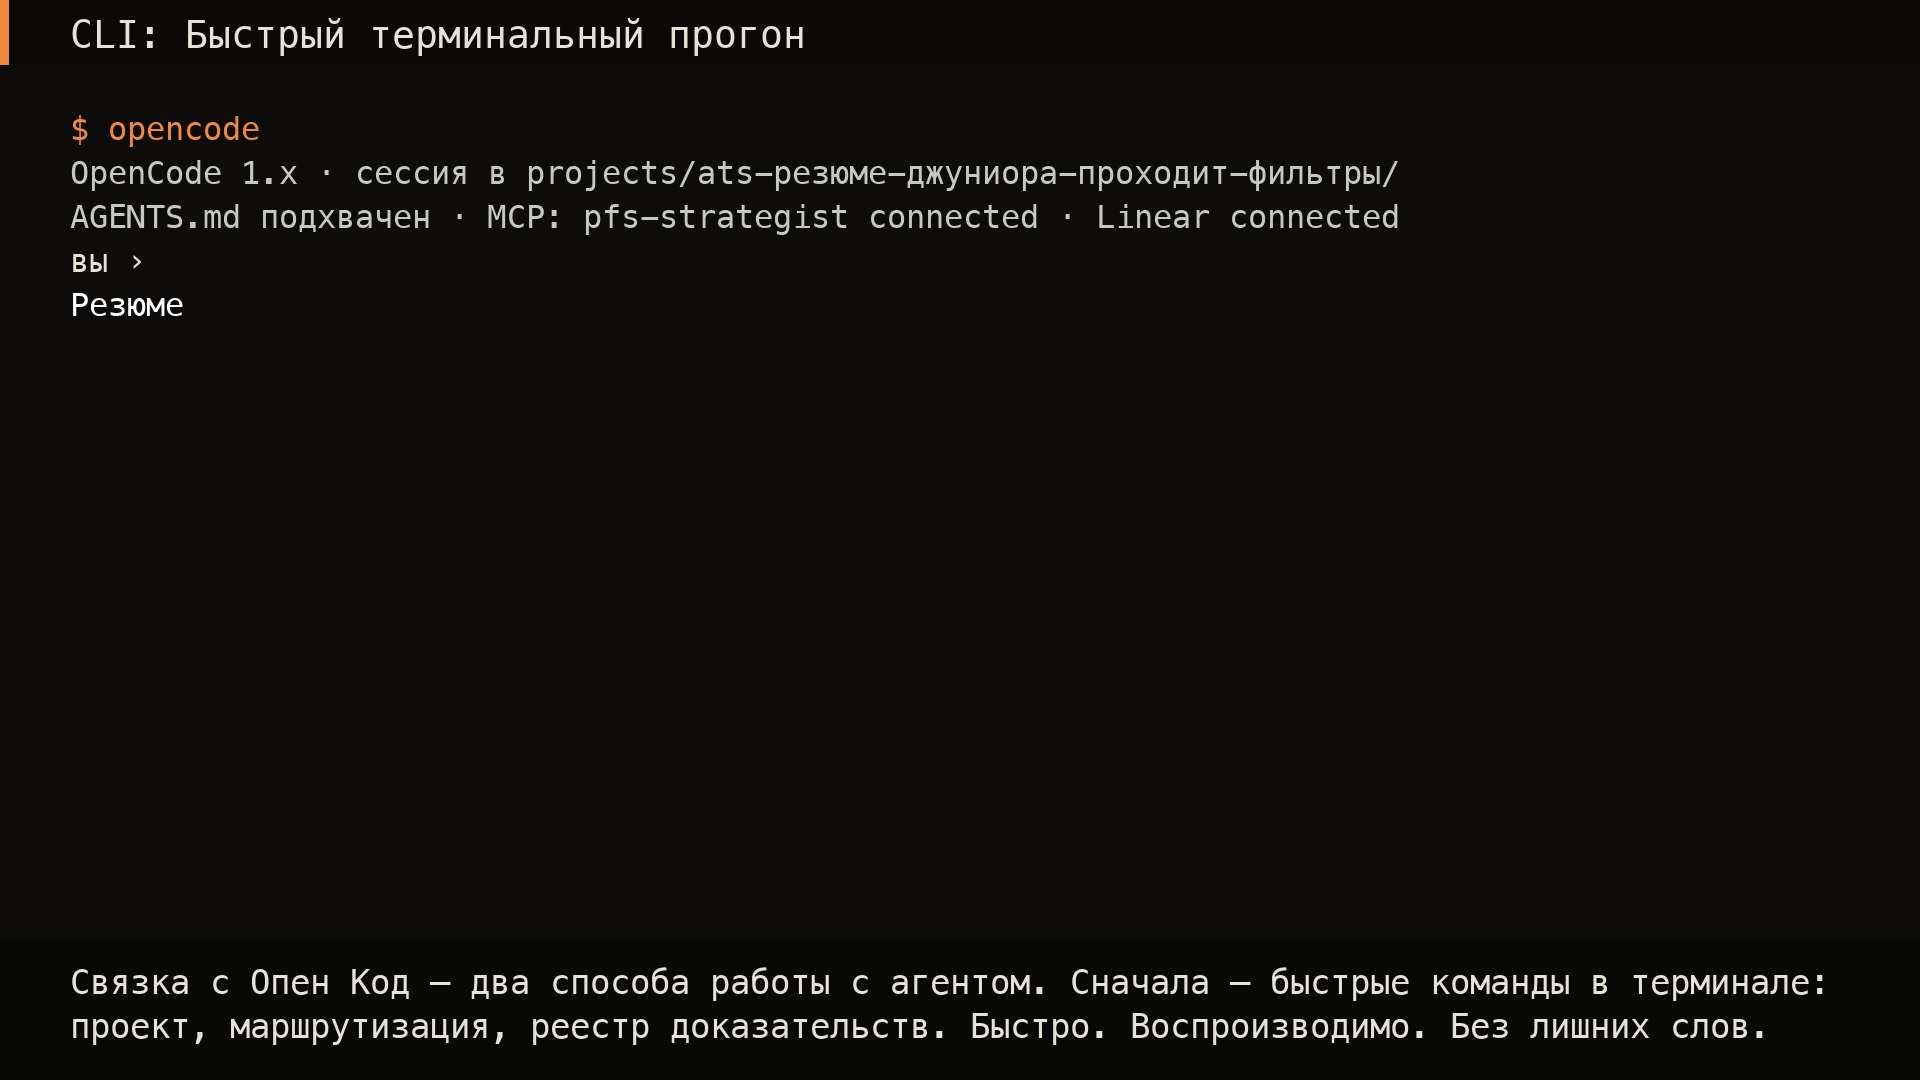 CLI: Быстрый терминальный прогон
$ opencode
OpenCode 1.x · сессия в projects/ats−резюме−джуниора−проходит−фильтры/
AGENTS.md подхвачен · MCP: pfs−strategist connected · Linear connected
вы ›
Резюме
Связка с Опен Код — два способа работы с агентом. Сначала — быстрые команды в терминале:
проект, маршрутизация, реестр доказательств. Быстро. Воспроизводимо. Без лишних слов.